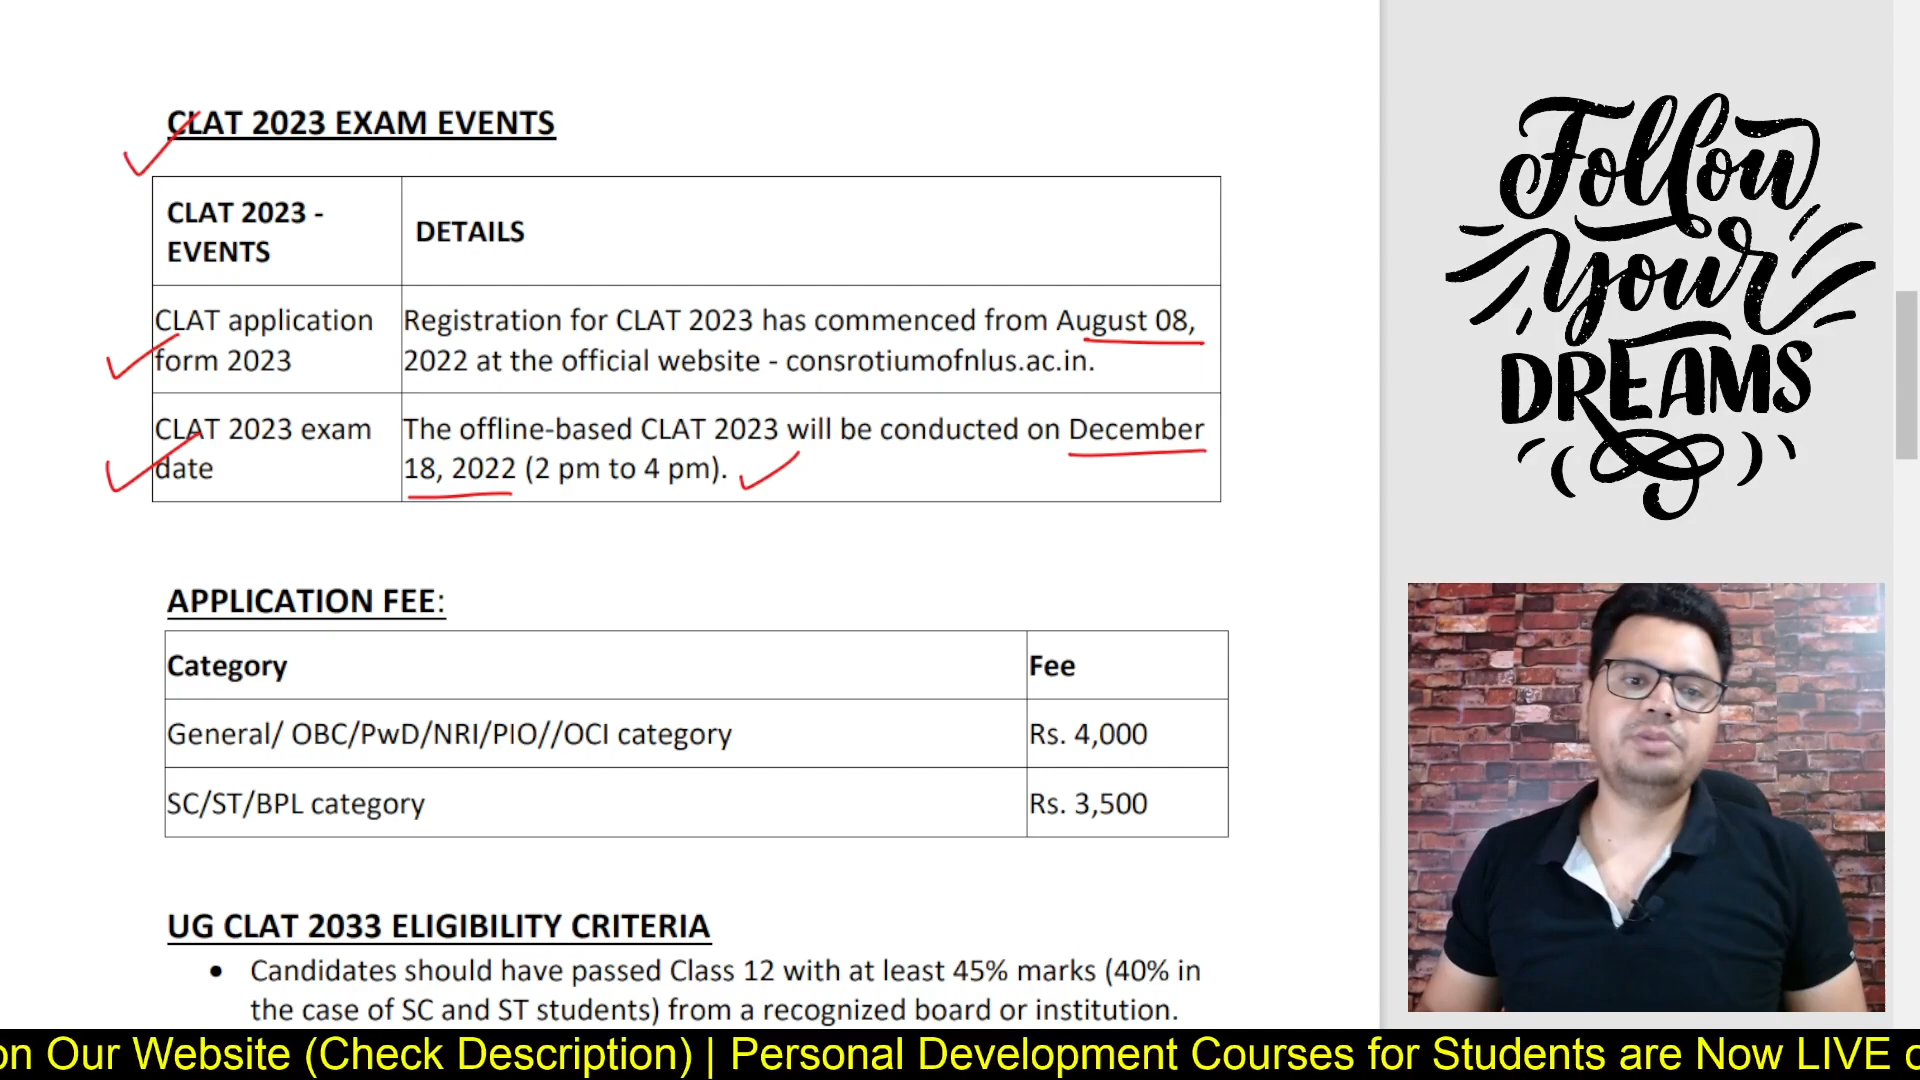 CLAT 2023 EXAM EVENTS
CLAT 2023 -
EVENTS
DETAILS
CLAT application
form 2023
Registration for CLAT 2023 has commenced from August 08,
2022 at the official website - consrotiumofnlus.ac.in.
CLAT 2023 exam
date
The offline-based CLAT 2023 will be conducted on December
18, 2022 (2 pm to 4 pm).
APPLICATION FEE:
Category
Fee
General/ OBC/PwD/NRI/PIO//OCI category
Rs. 4,000
SC/ST/BPL category
Rs. 3,500
UG CLAT 2033 ELIGIBILITY CRITERIA
• Candidates should have passed Class 12 with at least 45% marks (40% in
the case of SC and ST students) from a recognized board or institution.
Follow
Your
DREAMS
on Our Website (Check Description) | Personal Development Courses for Students are Now LIVE o